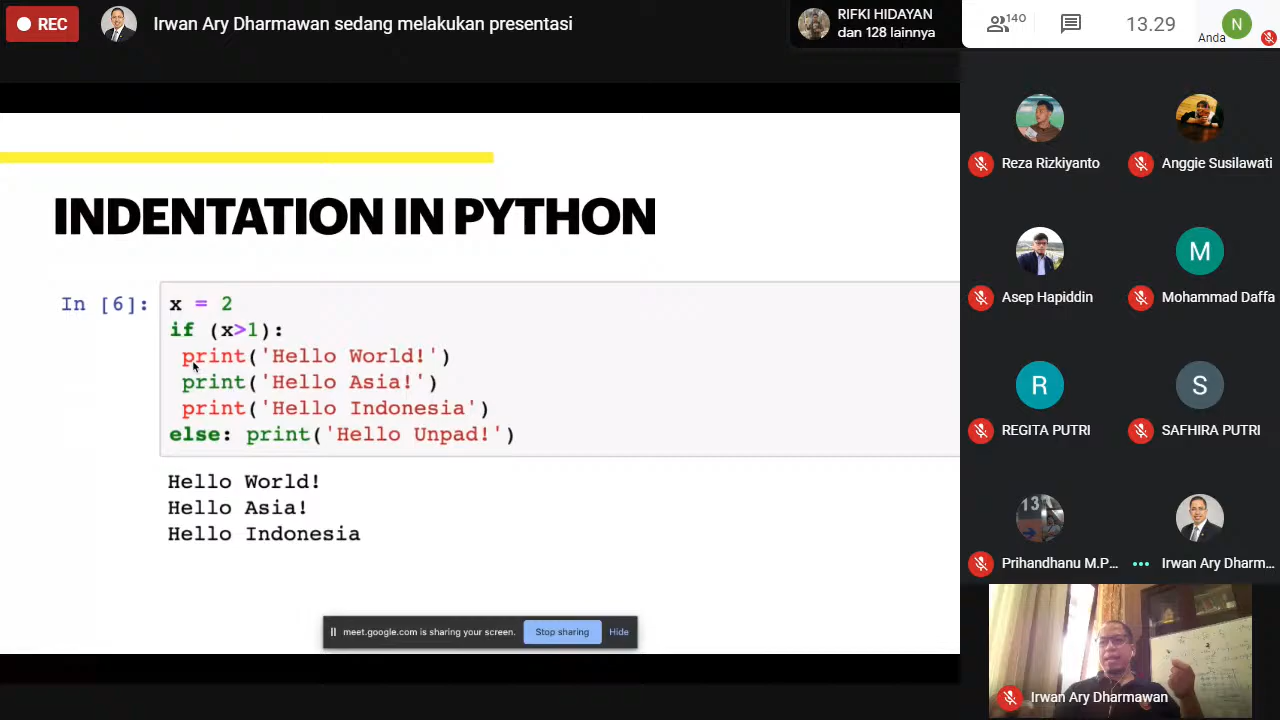 REC
Irwan Ary Dharmawan sedang melakukan presentasi
RIFKI HIDAYAN
dan 128 lainnya
140
13.29
N
Anda
INDENTATION IN PYTHON
In [6]:
x = 2
if (x>1):
print('Hello World!')
print('Hello Asia!')
print('Hello Indonesia')
else: print('Hello Unpad!')
Hello World!
Hello Asia!
Hello Indonesia
meet.google.com is sharing your screen.
Stop sharing
Hide
Reza Rizkiyanto
Anggie Susilawati
Asep Hapiddin
M
Mohammad Daffa
R
REGITA PUTRI
S
SAFHIRA PUTRI
13
Prihandhanu M.P...
Irwan Ary Dharm...
Irwan Ary Dharmawan